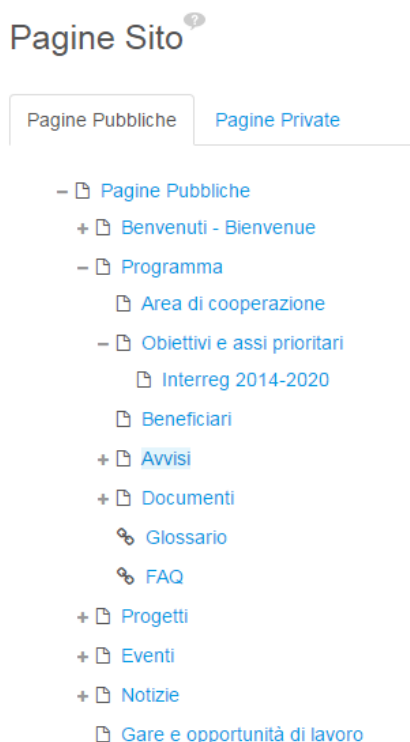 Pagine Sito
Pagine Pubbliche Pagine Private
Pagine Pubbliche
Benvenuti - Bienvenue
Programma
Area di cooperazione
Obiettivi e assi prioritari
Interreg 2014-2020
Beneficiari
Avvisi
Documenti
Glossario
FAQ
Progetti
Eventi
Notizie
Gare e opportunità di lavoro